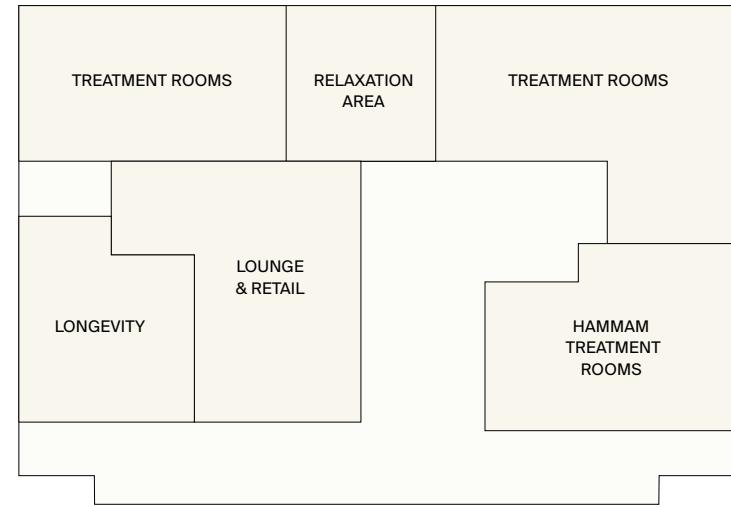 TREATMENT ROOMS
RELAXATION
AREA
TREATMENT ROOMS
LOUNGE
& RETAIL
LONGEVITY
HAMMAM
TREATMENT
ROOMS